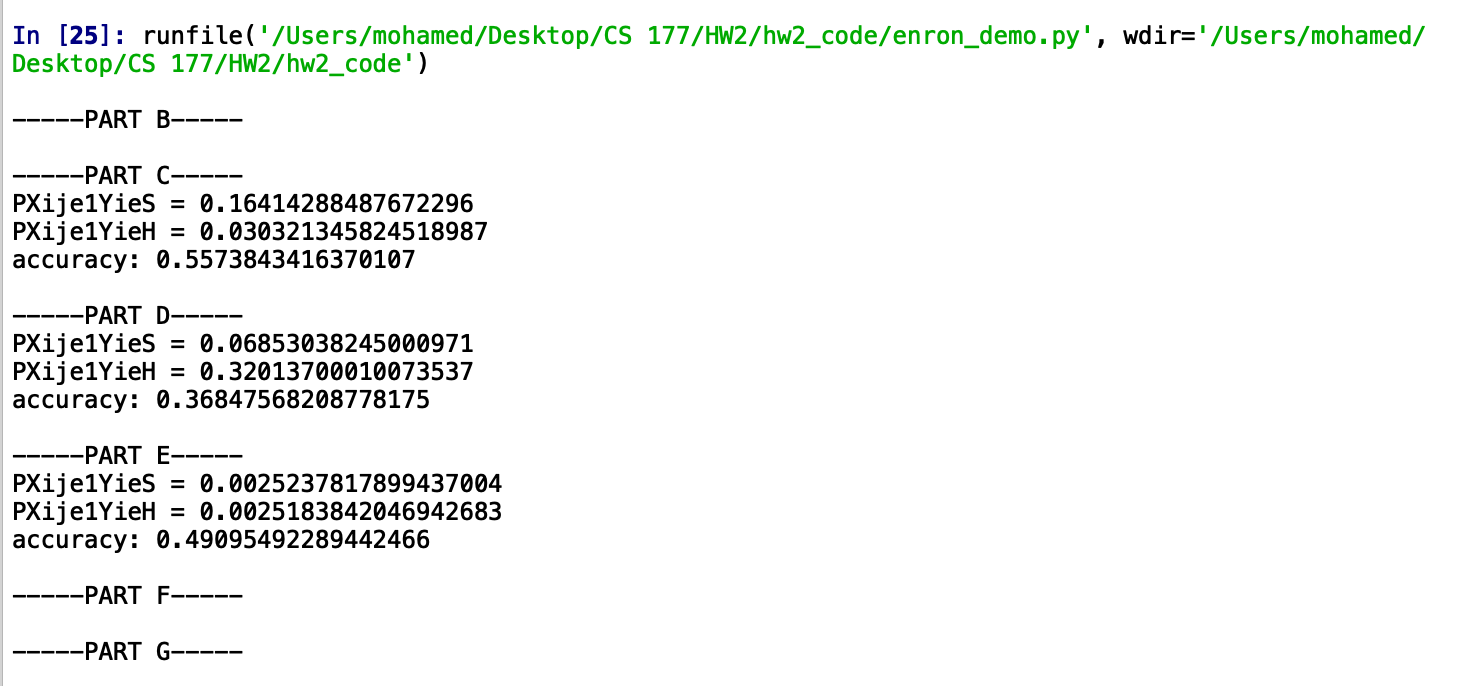 In [25]: runfile('/Users/mohamed/Desktop/CS 177/HW2/hw2_code/enron_demo.py', wdir='/Users/mohamed/
Desktop/CS 177/HW2/hw2_code')
-----PART B-----
-----PART C-----
PXije1YieS = 0.16414288487672296
PXije1YieH = 0.030321345824518987
accuracy: 0.5573843416370107
-----PART D-----
PXije1YieS = 0.06853038245000971
PXije1YieH = 0.32013700010073537
accuracy: 0.36847568208778175
-----PART E-----
PXije1YieS = 0.0025237817899437004
PXije1YieH = 0.0025183842046942683
accuracy: 0.49095492289442466
-----PART F-----
-----PART G-----